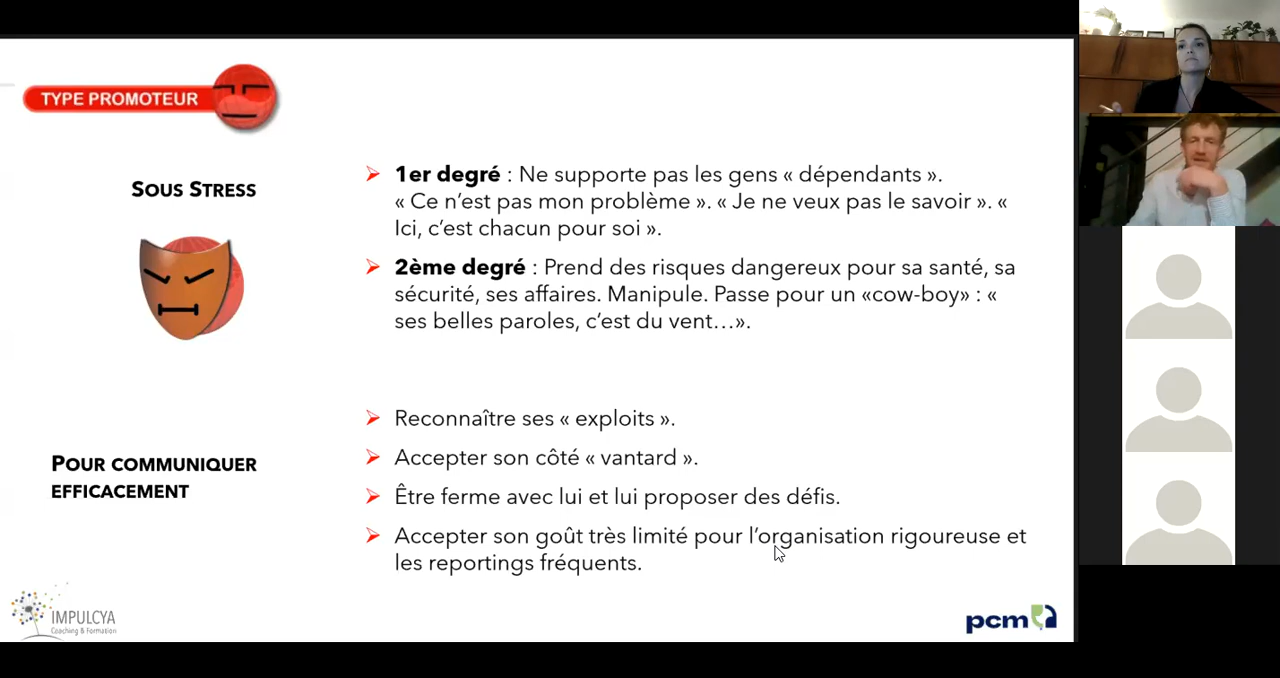 TYPE PROMOTEUR
SOUS STRESS
➢ 1er degré : Ne supporte pas les gens « dépendants ».
« Ce n’est pas mon problème ». « Je ne veux pas le savoir ». «
Ici, c’est chacun pour soi ».
➢ 2ème degré : Prend des risques dangereux pour sa santé, sa
sécurité, ses affaires. Manipule. Passe pour un «cow-boy» : «
ses belles paroles, c’est du vent…».
POUR COMMUNIQUER
EFFICACEMENT
➢ Reconnaître ses « exploits ».
➢ Accepter son côté « vantard ».
➢ Être ferme avec lui et lui proposer des défis.
➢ Accepter son goût très limité pour l’organisation rigoureuse et
les reportings fréquents.
IMPULCYA
Coaching & Formation
pcm